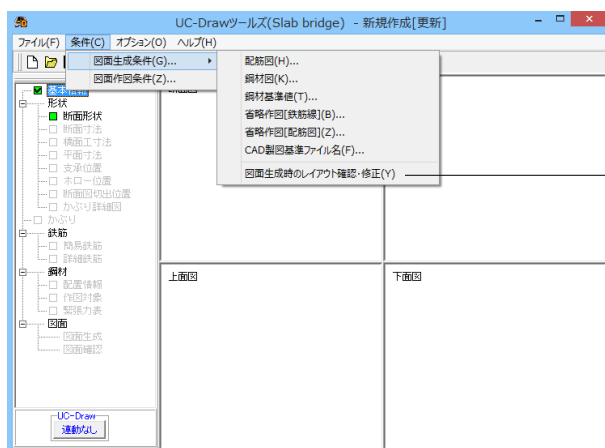 UC-Drawツールズ(Slab bridge) - 新規作成[更新]
ファイル(F) 条件(C) オプション(O) ヘルプ(H)
図面生成条件(G)...
図面作図条件(Z)...
配筋図(H)...
鋼材図(K)...
鋼材基準値(T)...
省略作図[鉄筋線](B)...
省略作図[配筋図](Z)...
CAD製図基準ファイル名(F)...
図面生成時のレイアウト確認・修正(Y)
基本情報
形状
断面形状
断面寸法
橋面工寸法
平面寸法
支承位置
ホロー位置
断面図切出位置
かぶり詳細図
かぶり
鉄筋
簡易鉄筋
詳細鉄筋
鋼材
配置情報
作図対象
緊張力表
図面
図面生成
図面確認
上面図
下面図
UC-Draw
連動なし